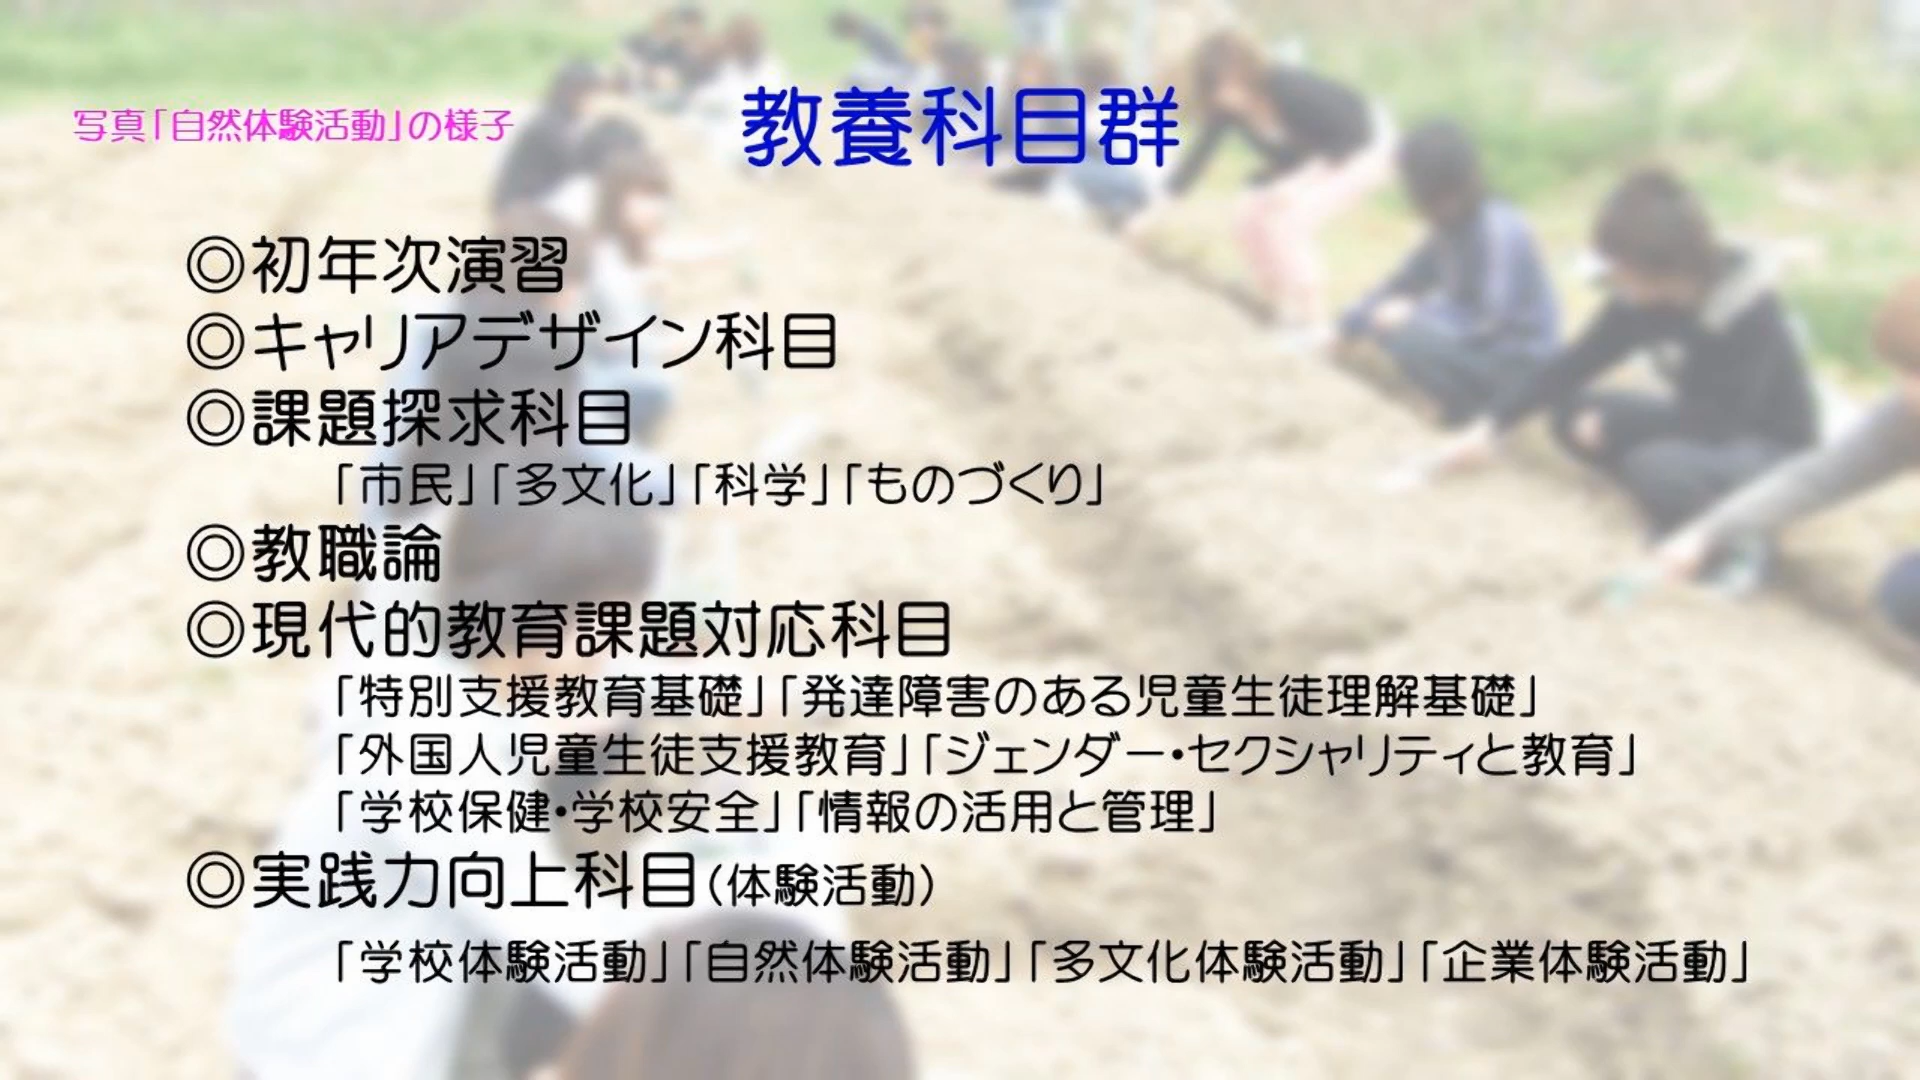 写真「自然体験活動」の様子
教養科目群
◎初年次演習
◎キャリアデザイン科目
◎課題探求科目
「市民」「多文化」「科学」「ものづくり」
◎教職論
◎現代的教育課題対応科目
「特別支援教育基礎」「発達障害のある児童生徒理解基礎」
「外国人児童生徒支援教育」「ジェンダー・セクシャリティと教育」
「学校保健・学校安全」「情報の活用と管理」
◎実践力向上科目（体験活動）
「学校体験活動」「自然体験活動」「多文化体験活動」「企業体験活動」